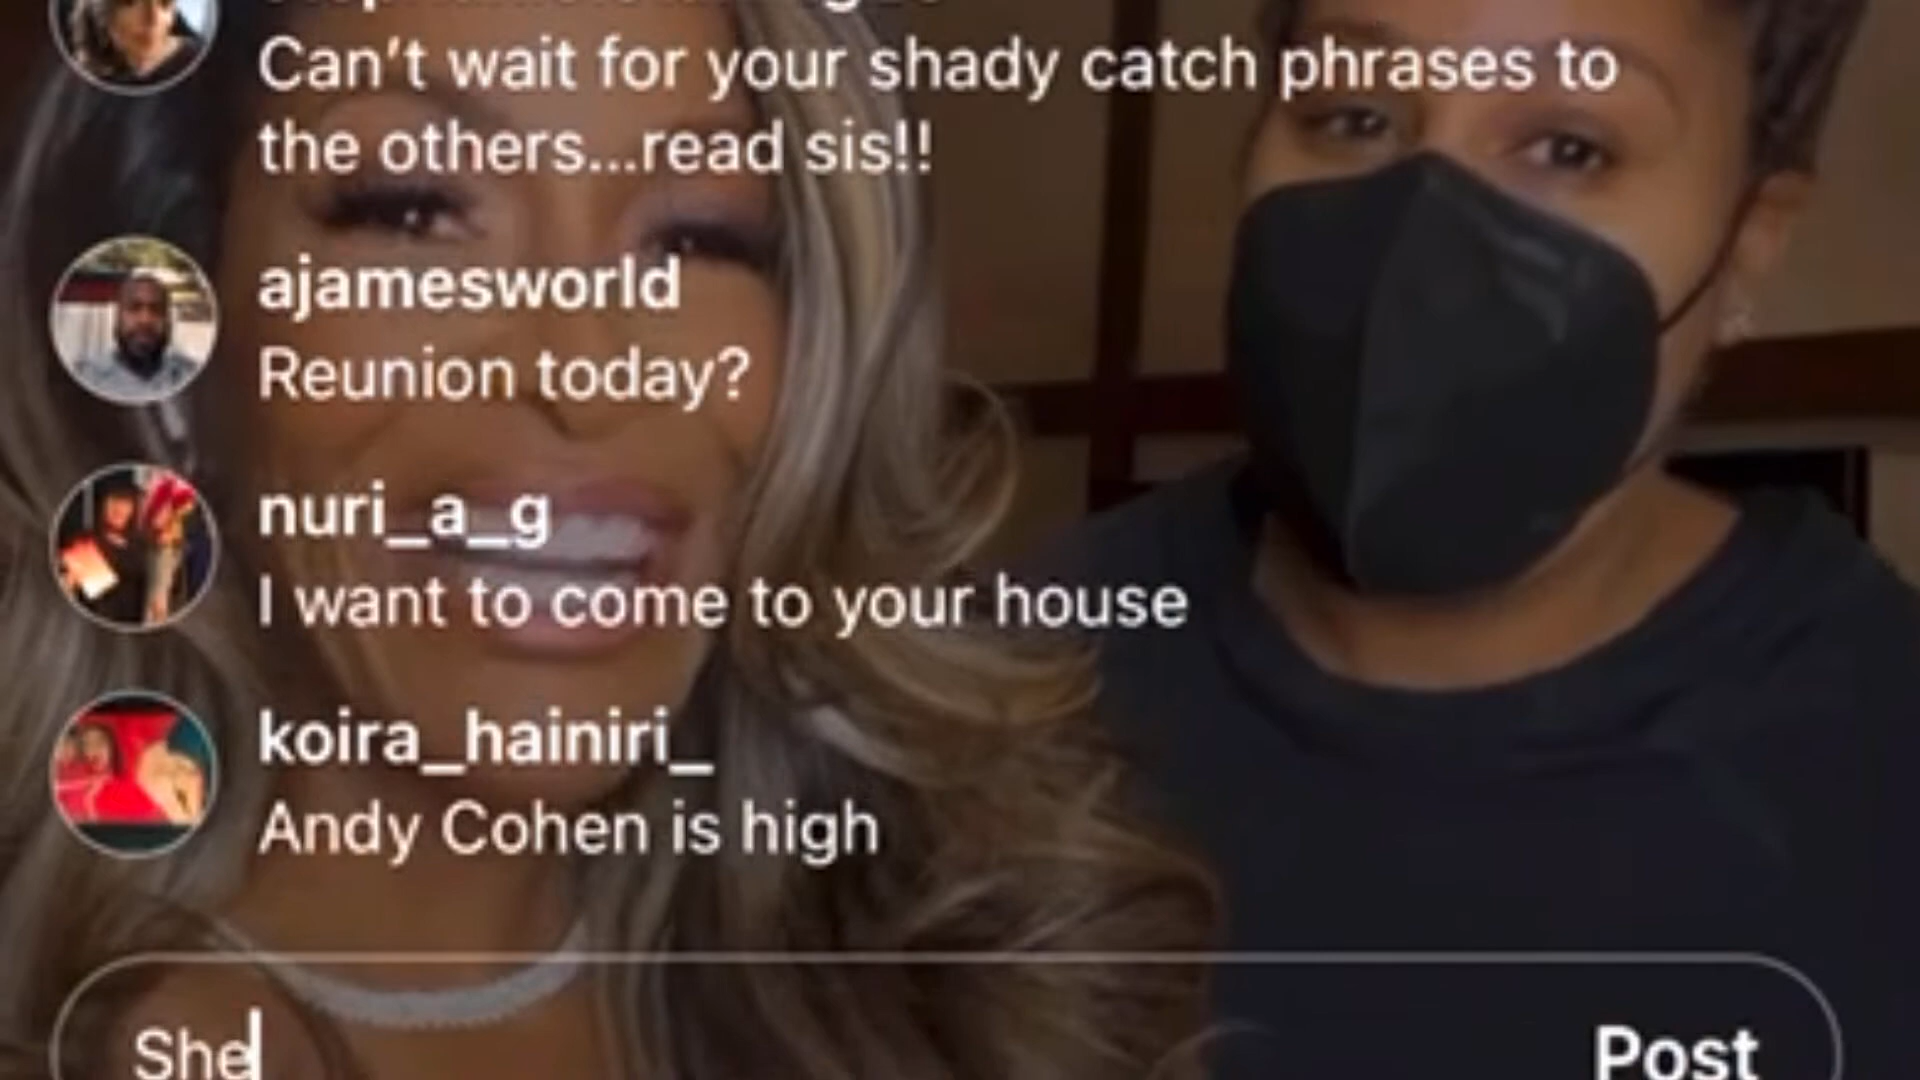 Can't wait for your shady catch phrases to
the others...read sis!!
ajamesworld
Reunion today?
nuri_a_g
I want to come to your house
koira_hainiri_
Andy Cohen is high
She
Post